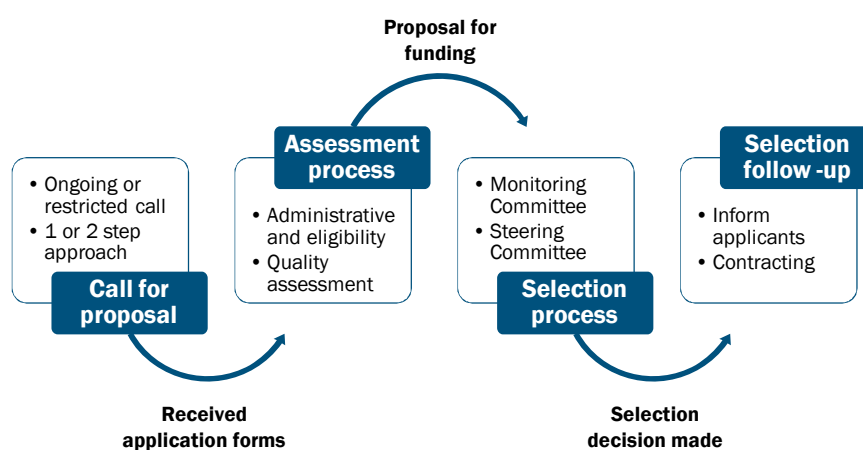 Proposal for
funding
• Ongoing or
restricted call
• 1 or 2 step
approach
Call for
proposal
Received
application forms
Assessment
process
• Administrative
and eligibility
• Quality
assessment
• Monitoring
Committee
• Steering
Committee
Selection
process
Selection
decision made
Selection
follow -up
• Inform
applicants
• Contracting